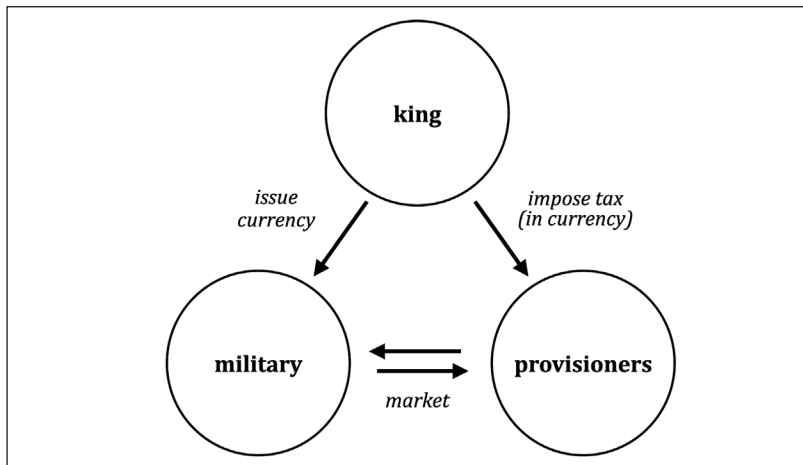 king
issue
currency
impose tax
(in currency)
military
provisioners
market